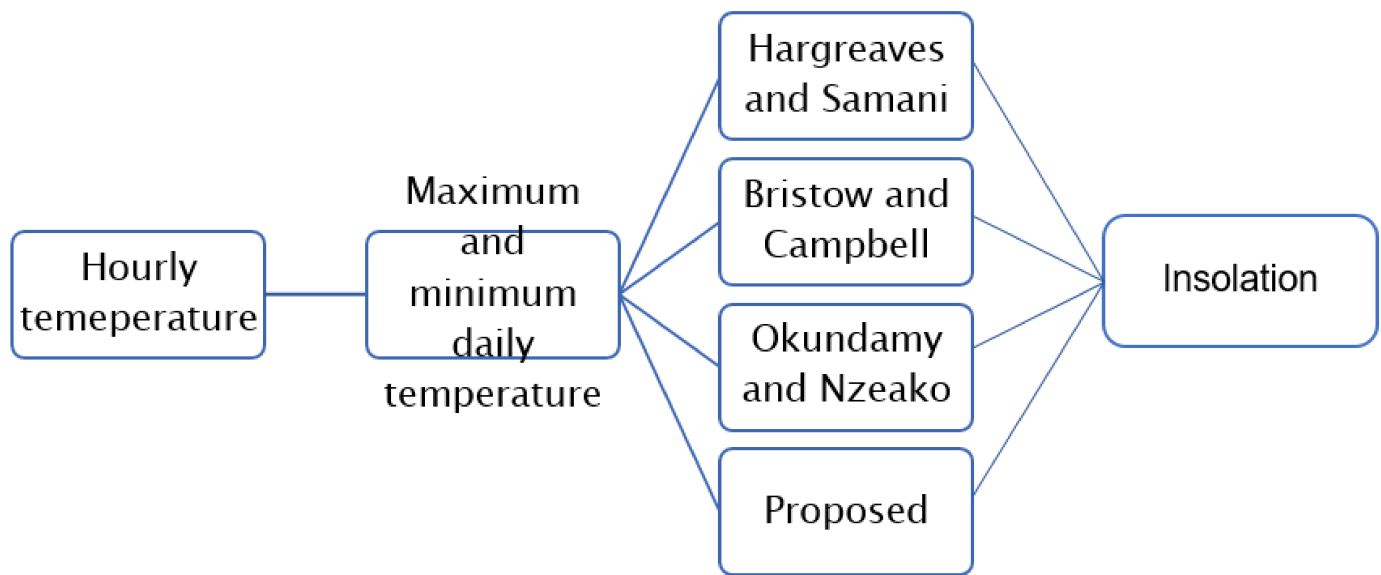 Hourly
temeperature
Maximum
and
minimum
daily
temperature
Hargreaves
and Samani
Bristow and
Campbell
Okundamy
and Nzeako
Proposed
Insolation